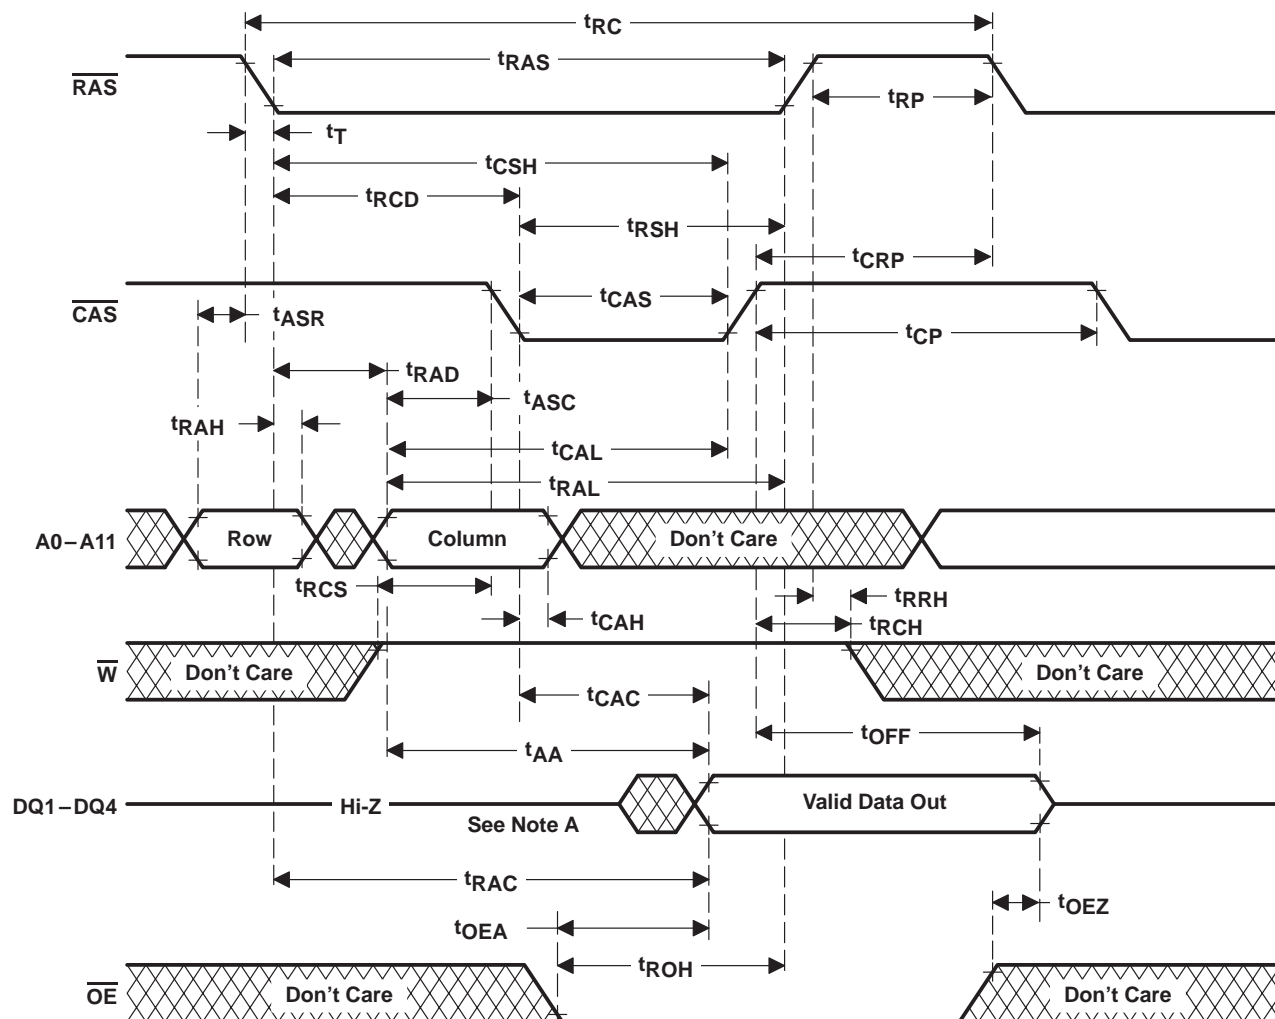 tRC
RAS
tRAS
tRP
tT
tCSH
tRCD
tRSH
tCRP
CAS
tCAS
tASR
tCP
tRAD
tASC
tRAH
tCAL
tRAL
A0–A11
Row
Column
Don't Care
tRCS
tRRH
tCAH
tRCH
W
Don't Care
Don't Care
tCAC
tOFF
tAA
DQ1–DQ4
Hi-Z
Valid Data Out
See Note A
tRAC
tOEZ
tOEA
tROH
OE
Don't Care
Don't Care